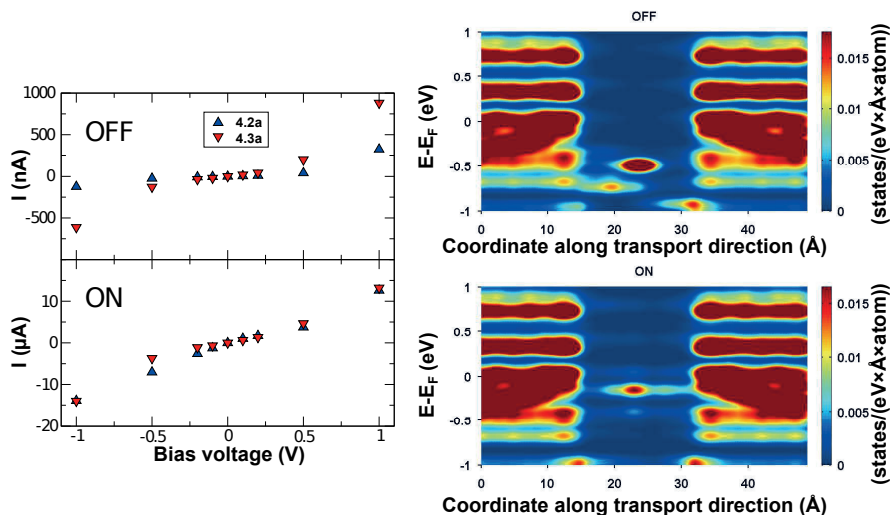 OFF
4.2a
4.3a
I (nA)
1000
500
0
-500
ON
I (µA)
10
0
-10
-20
-1 -0.5 0 0.5 1
Bias voltage (V)
OFF
E-E_F (eV)
1
0.5
0
-0.5
-1
0 10 20 30 40
Coordinate along transport direction (Å)
0.015
0.01
0.005
0
(states/(eV×Å×atom))
ON
E-E_F (eV)
1
0.5
0
-0.5
-1
0 10 20 30 40
Coordinate along transport direction (Å)
0.015
0.01
0.005
0
(states/(eV×Å×atom))